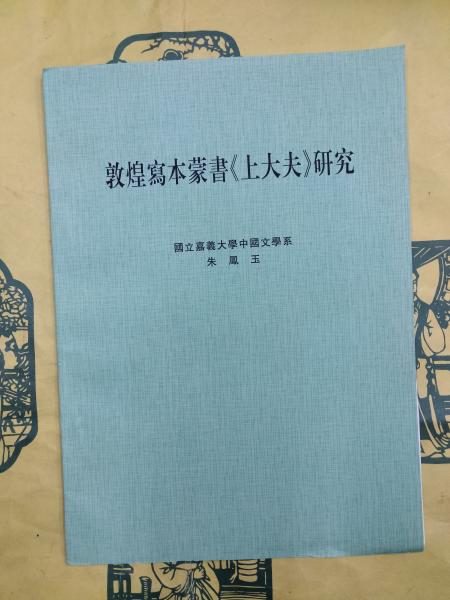 敦煌寫本蒙書《上大夫》研究
國立嘉義大學中國文學系
朱鳳玉